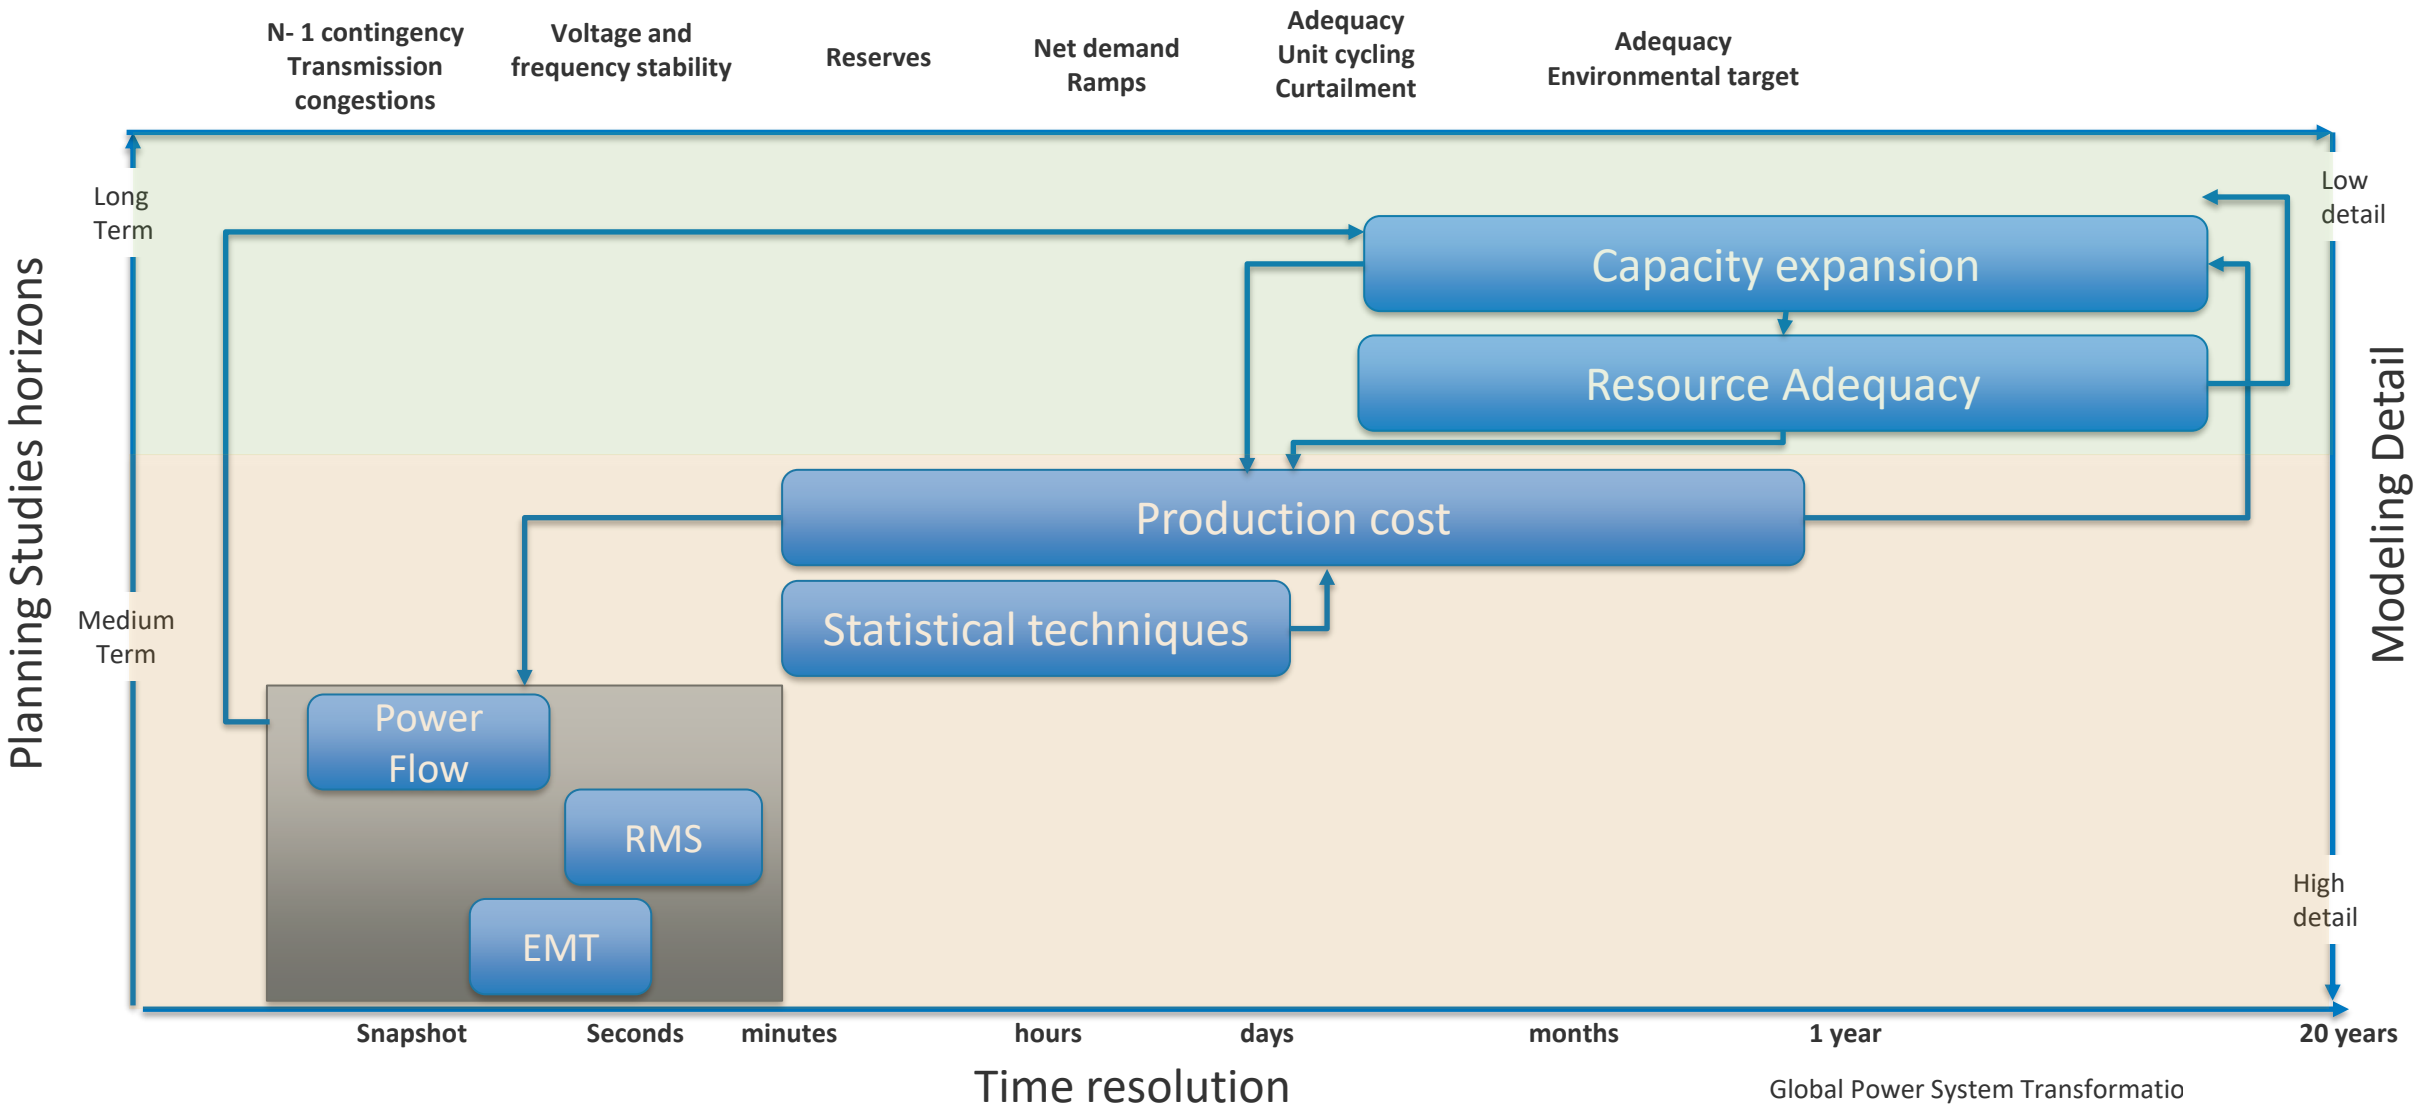 N- 1 contingency
Transmission
congestions
Voltage and
frequency stability
Reserves
Net demand
Ramps
Adequacy
Unit cycling
Curtailment
Adequacy
Environmental target
Planning Studies horizons
Long
Term
Medium
Term
Low
detail
High
detail
Modeling Detail
Capacity expansion
Resource Adequacy
Production cost
Statistical techniques
Power
Flow
RMS
EMT
Snapshot
Seconds
minutes
hours
days
months
1 year
20 years
Time resolution
Global Power System Transformatio